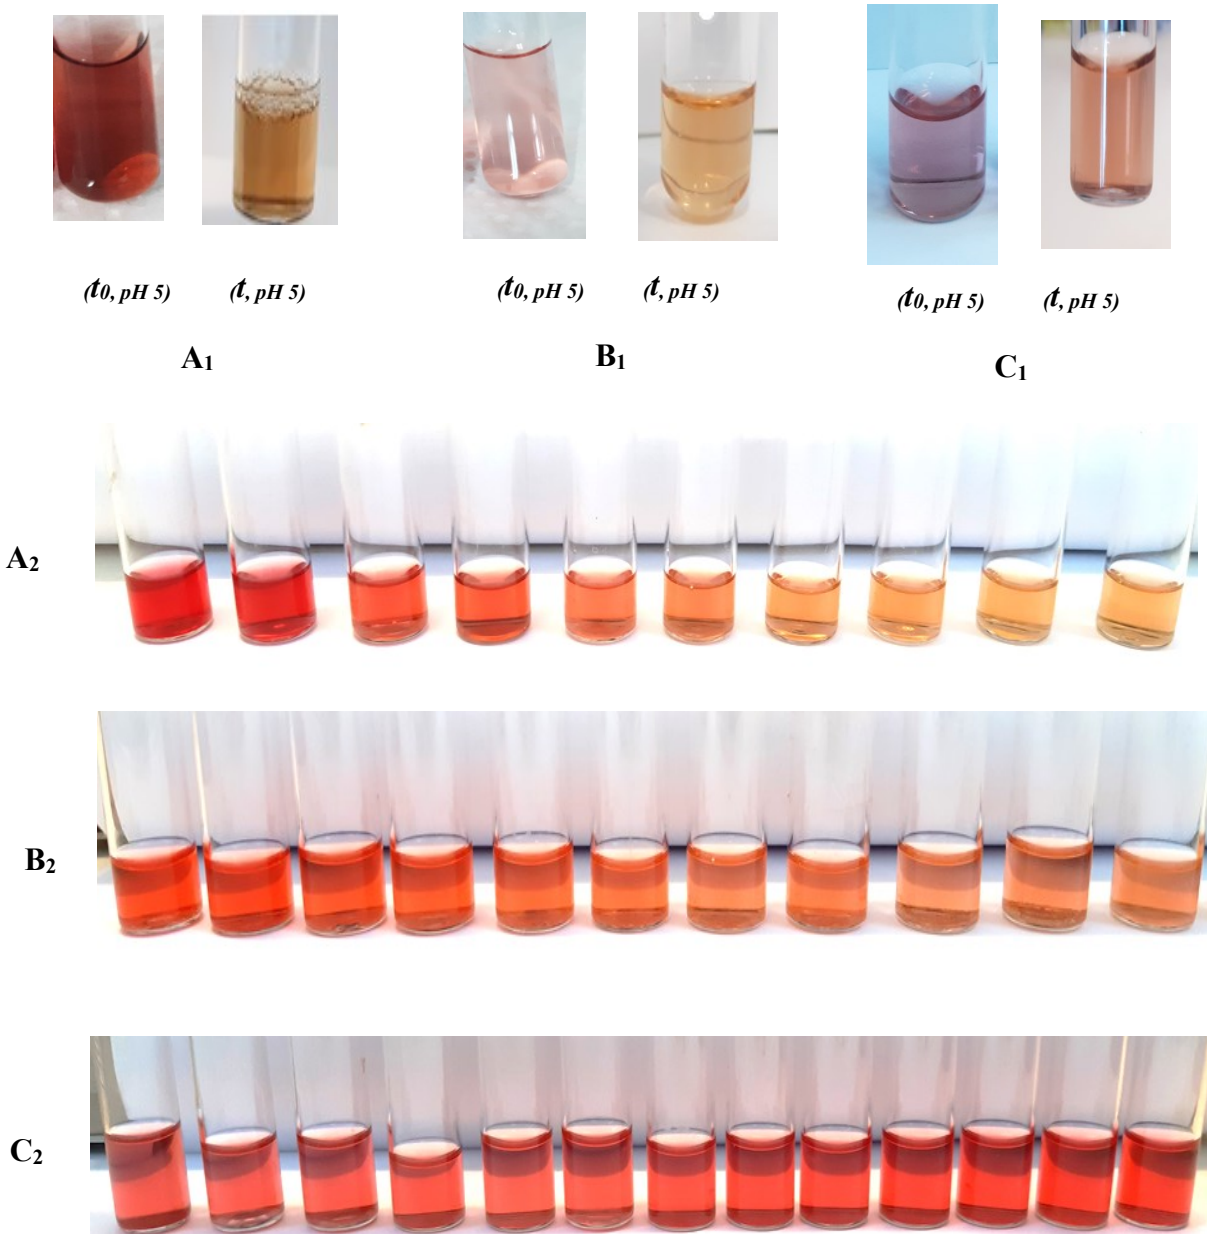 (t0, pH 5) (t, pH 5) (t0, pH 5) (t, pH 5) (t0, pH 5) (t, pH 5)
A1 B1 C1
A2
B2
C2